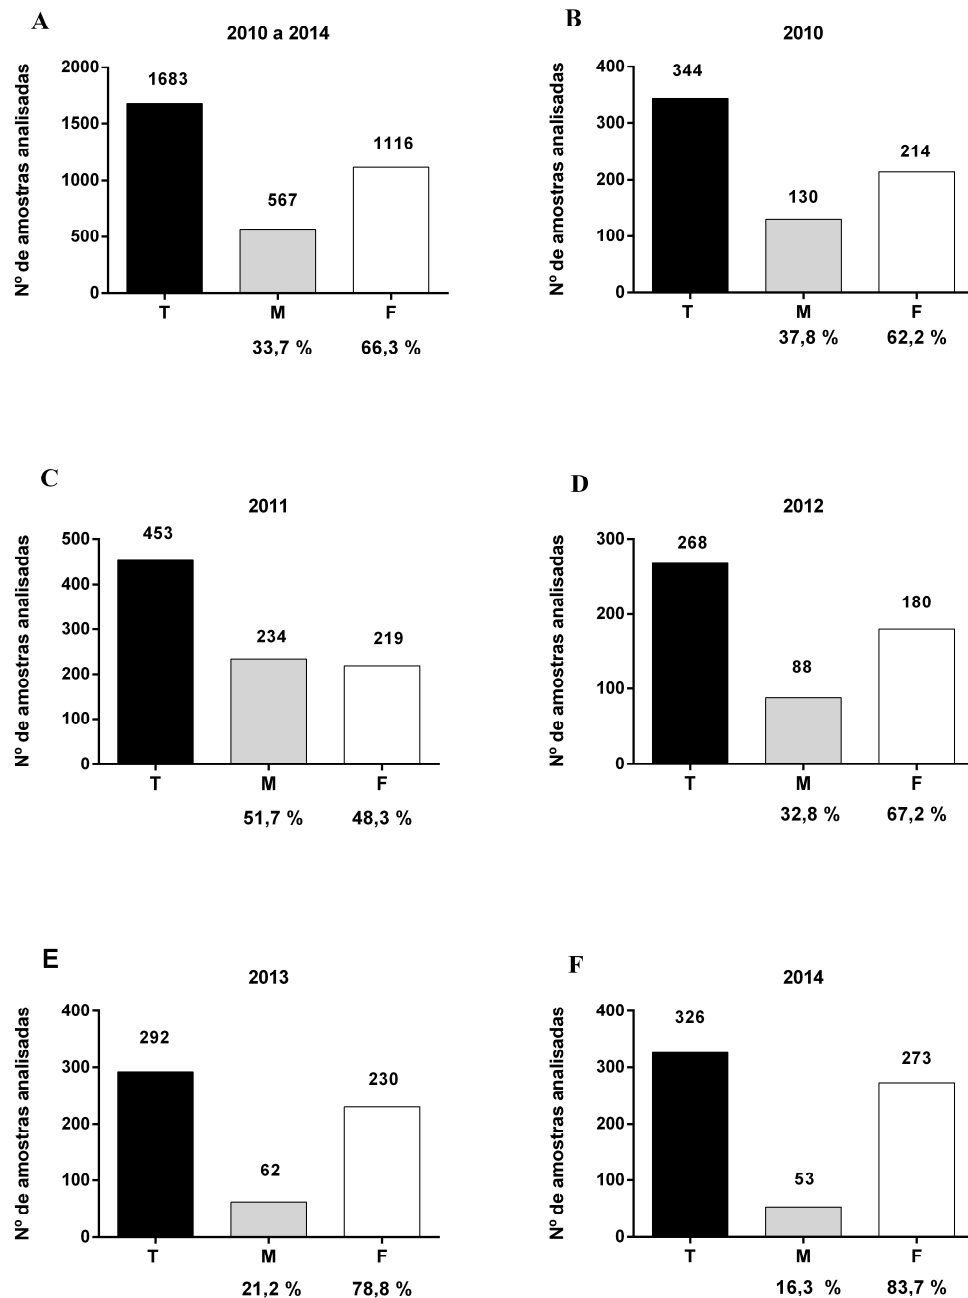 A
2010 a 2014
Nº de amostras analisadas
2000
1500
1000
500
0
1683
567
1116
T M F
33,7 % 66,3 %
B
2010
Nº de amostras analisadas
400
300
200
100
0
344
130
214
T M F
37,8 % 62,2 %
C
2011
Nº de amostras analisadas
500
400
300
200
100
0
453
234
219
T M F
51,7 % 48,3 %
D
2012
Nº de amostras analisadas
300
200
100
0
268
88
180
T M F
32,8 % 67,2 %
E
2013
Nº de amostras analisadas
400
300
200
100
0
292
62
230
T M F
21,2 % 78,8 %
F
2014
Nº de amostras analisadas
400
300
200
100
0
326
53
273
T M F
16,3 % 83,7 %